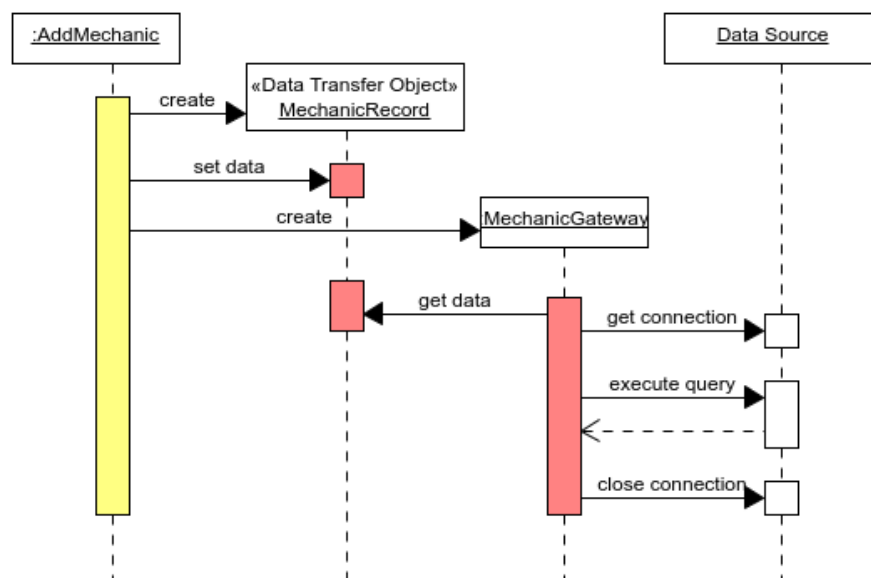 :AddMechanic
Data Source
«Data Transfer Object»
MechanicRecord
create
set data
create
MechanicGateway
get data
get connection
execute query
close connection